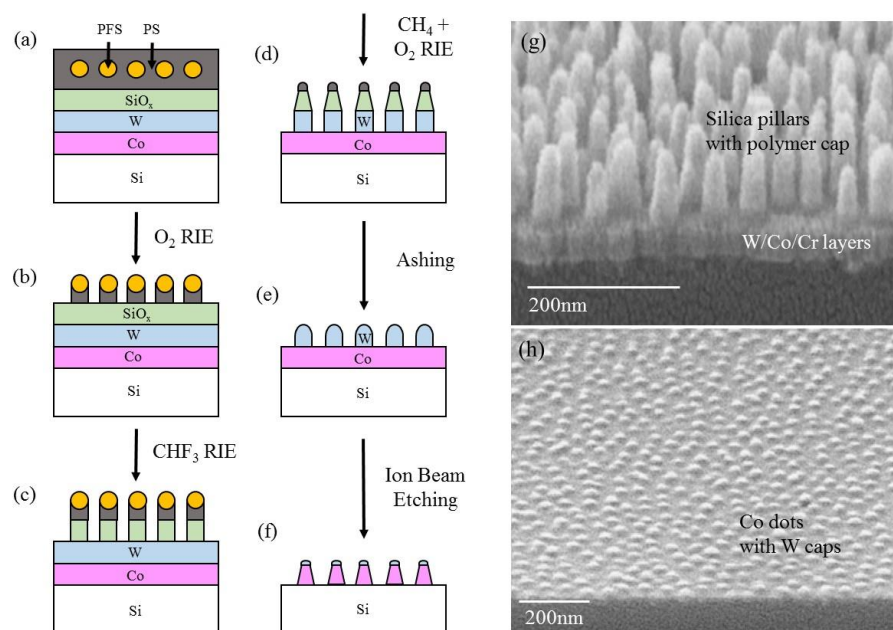 (a)
PFS PS
SiOₓ
W
Co
Si
O₂ RIE
(b)
SiOₓ
W
Co
Si
CHF₃ RIE
(c)
W
Co
Si
CH₄ +
O₂ RIE
(d)
W
Co
Si
Ashing
(e)
W
Co
Si
Ion Beam
Etching
(f)
Si
(g)
Silica pillars
with polymer cap
W/Co/Cr layers
200nm
(h)
Co dots
with W caps
200nm